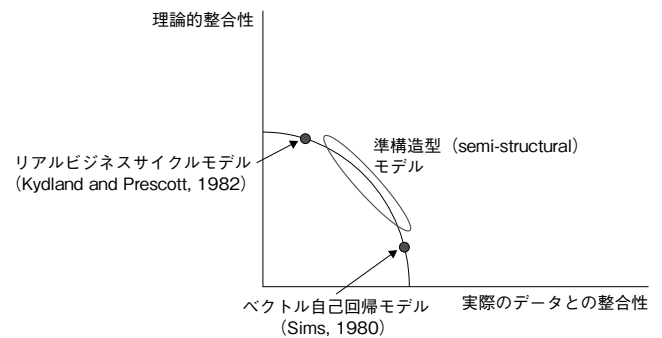 理論的整合性
準構造型（semi-structural）
モデル
リアルビジネスサイクルモデル
（Kydland and Prescott, 1982）
ベクトル自己回帰モデル
（Sims, 1980）
実際のデータとの整合性